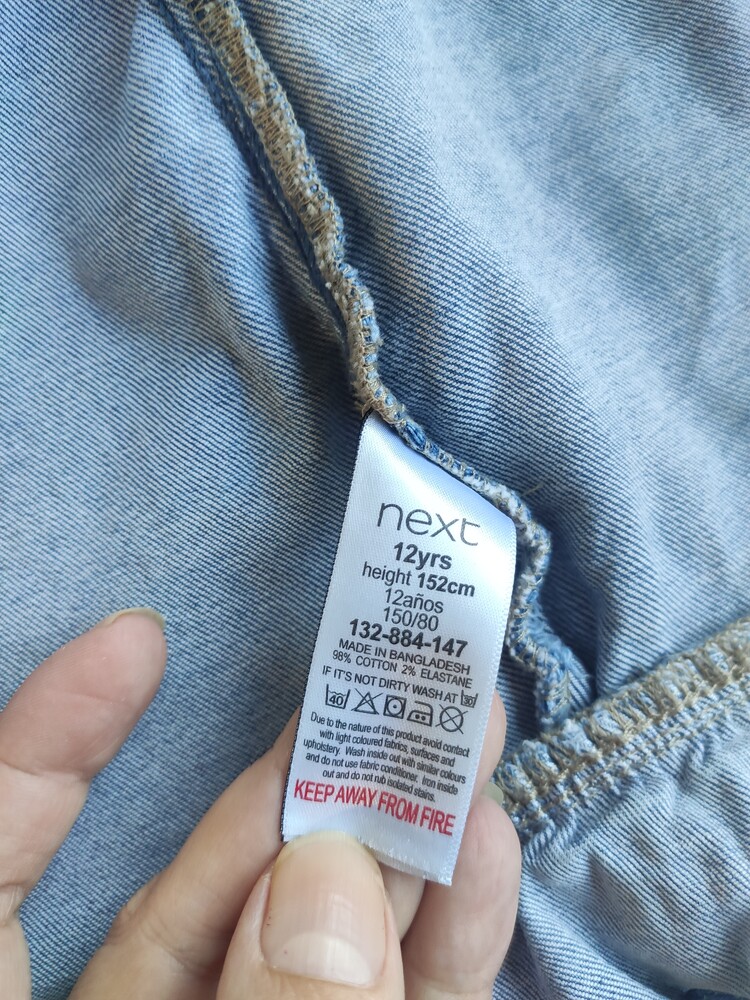 next
12yrs
height 152cm
12años
150/80
132-884-147
MADE IN BANGLADESH
98% COTTON 2% ELASTANE
IF IT'S NOT DIRTY WASH AT 30
40
Due to the nature of this product avoid contact
with light coloured fabrics, surfaces and
upholstery. Wash inside out with similar colours
and do not use fabric conditioner. Iron inside
out and do not rub isolated stains.
KEEP AWAY FROM FIRE